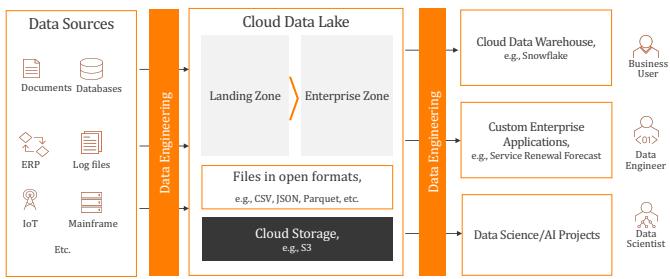 Data Sources
Documents
Databases
ERP
Log files
IoT
Mainframe
Etc.
Data Engineering
Cloud Data Lake
Landing Zone
Enterprise Zone
Files in open formats,
e.g., CSV, JSON, Parquet, etc.
Cloud Storage,
e.g., S3
Data Engineering
Cloud Data Warehouse,
e.g., Snowflake
Custom Enterprise
Applications,
e.g., Service Renewal Forecast
Data Science/AI Projects
Business
User
<01>
Data
Engineer
Data
Scientist